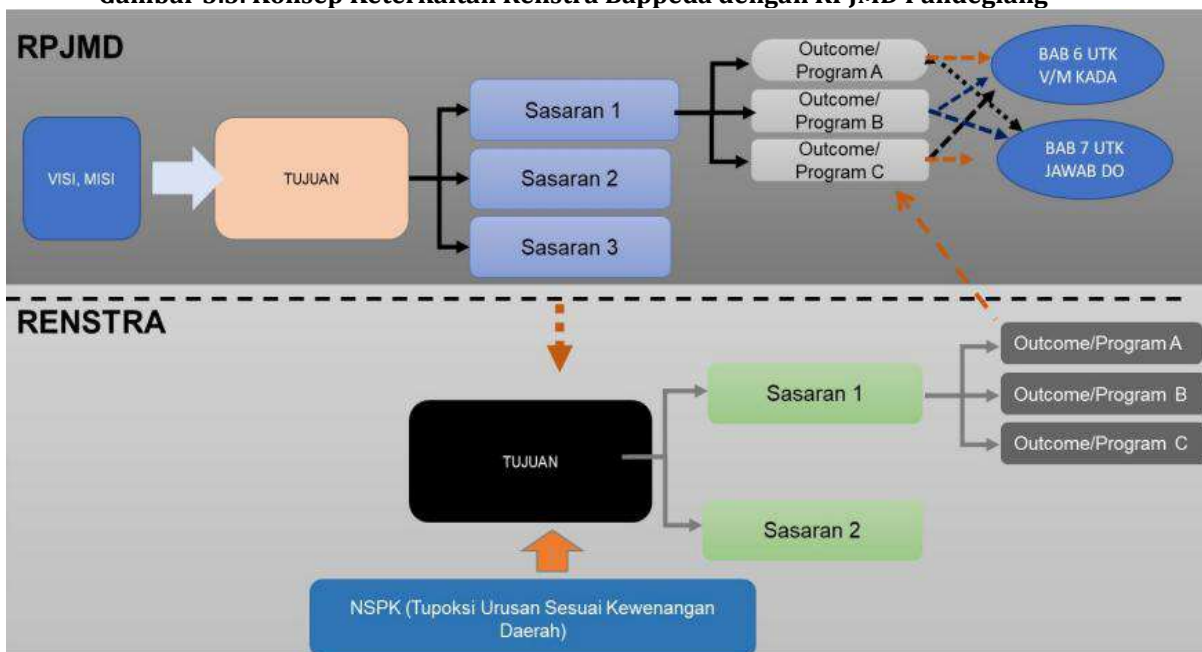 Gambar 3.3. Konsep Keterkaitan Renstra Bappeda dengan RPJMD Pandeglang
RPJMD
VISI, MISI
TUJUAN
Sasaran 1
Sasaran 2
Sasaran 3
Outcome/
Program A
Outcome/
Program B
Outcome/
Program C
BAB 6 UTK
V/M KADA
BAB 7 UTK
JAWAB DO
RENSTRA
TUJUAN
NSPK (Tupoksi Urusan Sesuai Kewenangan
Daerah)
Sasaran 1
Sasaran 2
Outcome/Program A
Outcome/Program B
Outcome/Program C